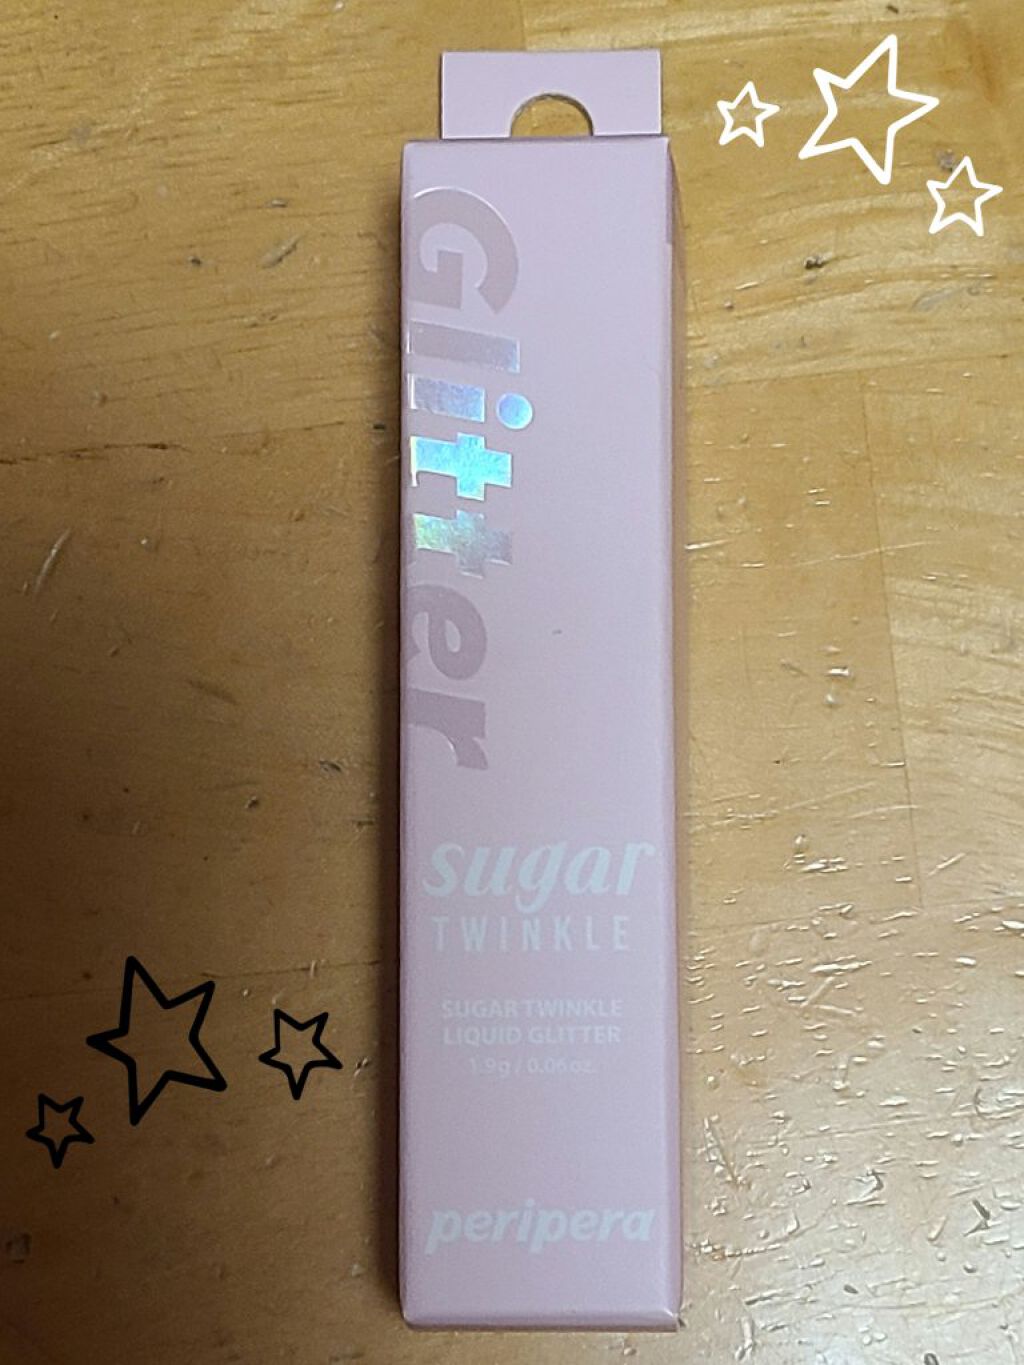 Glitter
sugar
TWINKLE
SUGAR TWINKLE
LIQUID GLITTER
1.9g / 0.06oz.
peripera